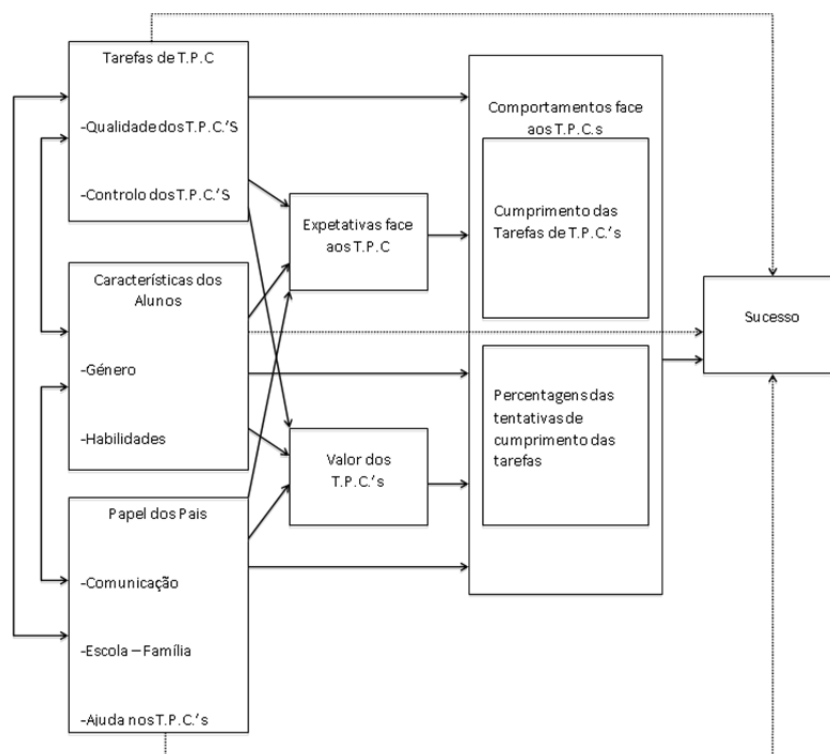 Tarefas de T.P.C
-Qualidade dos T.P.C.'S
-Controlo dos T.P.C.'S
Características dos
Alunos
-Género
-Habilidades
Papel dos Pais
-Comunicação
-Escola – Família
-Ajuda nos T.P.C.'s
Expetativas face
aos T.P.C
Valor dos
T.P.C.'s
Comportamentos face
aos T.P.C.s
Cumprimento das
Tarefas de T.P.C.'s
Percentagens das
tentativas de
cumprimento das
tarefas
Sucesso